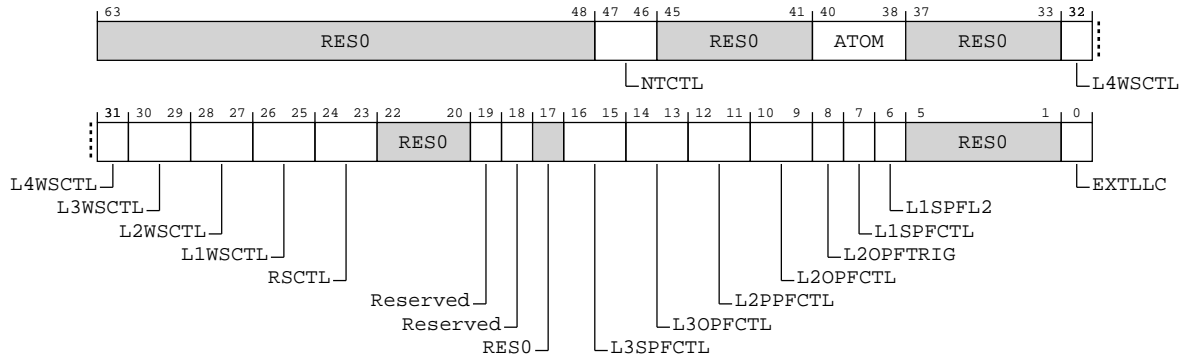 63 48 47 46 45 41 40 38 37 33 32
RES0 RES0 ATOM RES0
NTCTL L4WSCTL
31 30 29 28 27 26 25 24 23 22 20 19 18 17 16 15 14 13 12 11 10 9 8 7 6 5 1 0
RES0 RES0
L4WSCTL EXTLLC
L3WSCTL L1SPFL2
L2WSCTL L1SPFCTL
L1WSCTL L2OPFTRIG
RSCTL L2OPFCTL
Reserved L2PPFCTL
Reserved L3OPFCTL
RES0 L3SPFCTL